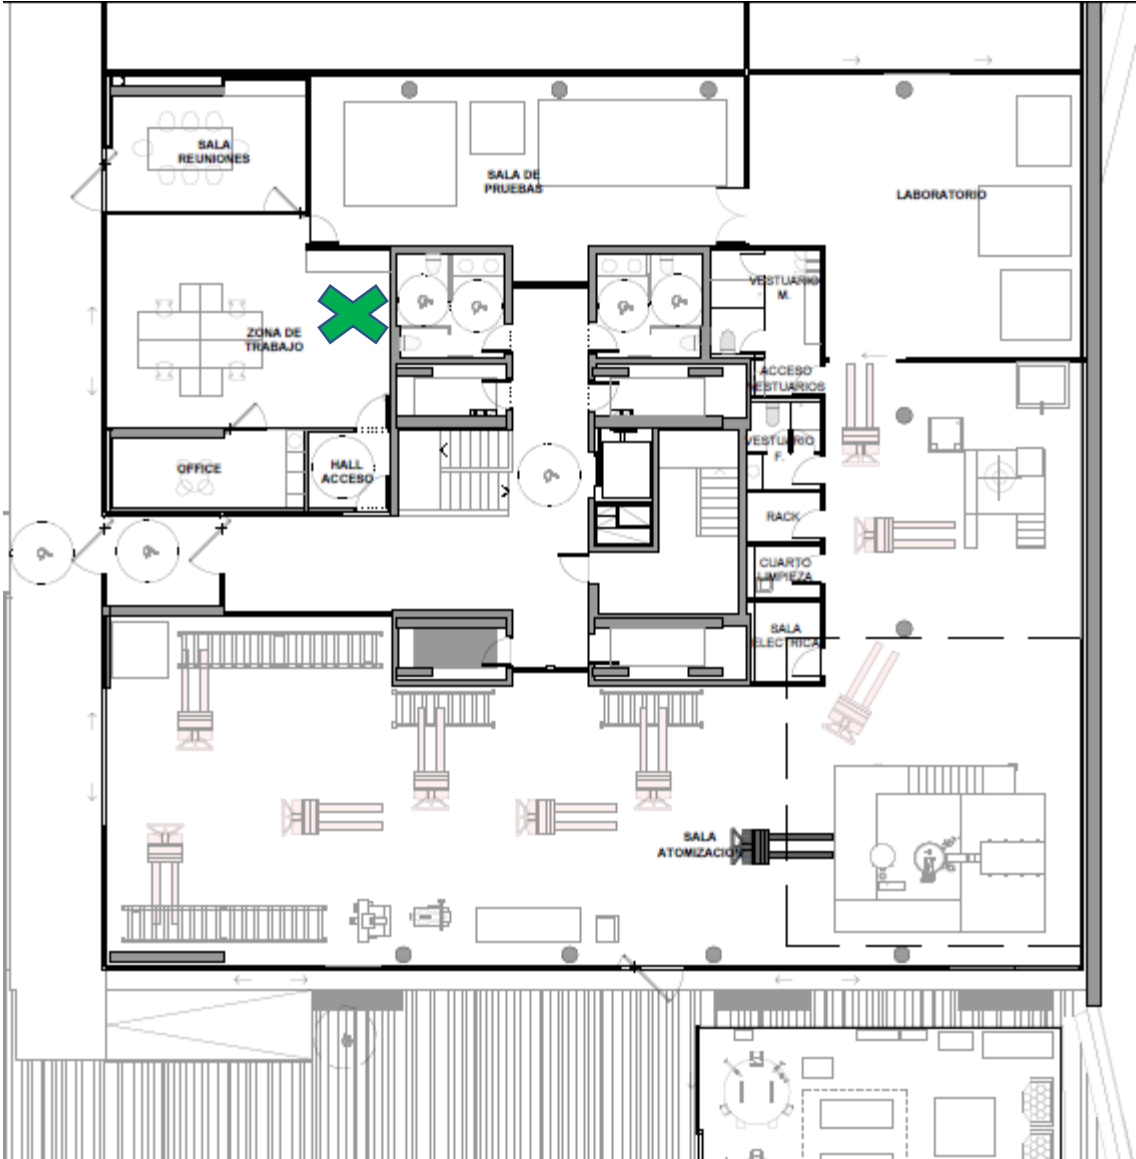 SALA
REUNIONES
SALA DE
PRUEBAS
LABORATORIO
VESTUARIO
M.
ZONA DE
TRABAJO
ACCESO
VESTUARIOS
VESTUARIO
F.
OFFICE
HALL
ACCESO
RACK
CUARTO
LIMPIEZA
SALA
ELECTRICA
SALA
ATOMIZACION